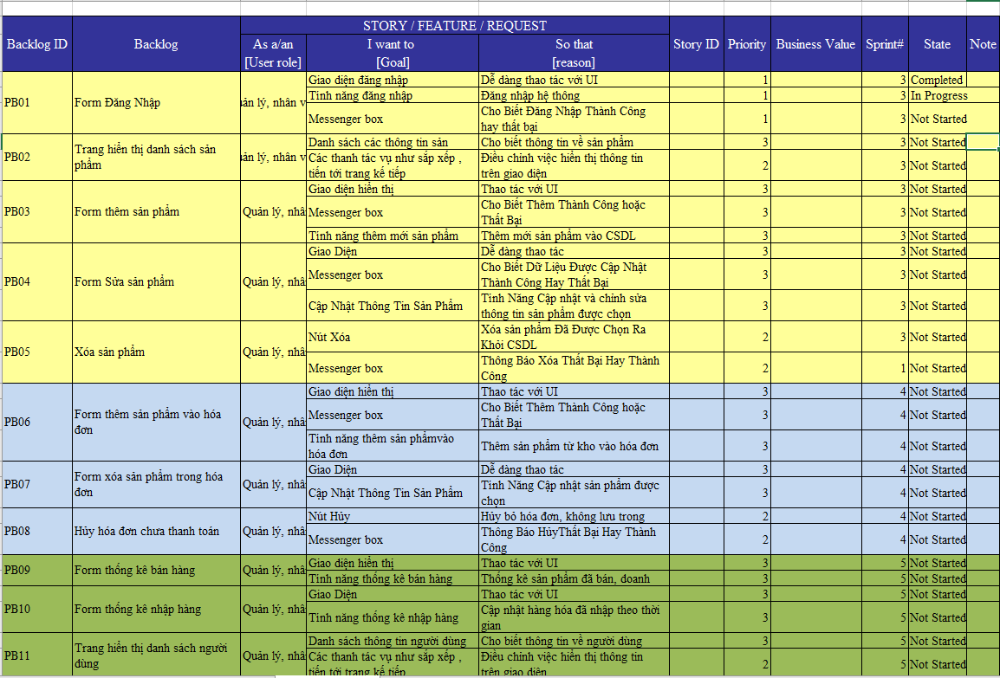 STORY / FEATURE / REQUEST
Backlog ID Backlog As a/an I want to So that Story ID Priority Business Value Sprint# State Note
[User role] [Goal] [reason]
PB01 Form Đăng Nhập lý, nhân v
Giao diện đăng nhập Dễ dàng thao tác với UI 1 3 Completed
Tính năng đăng nhập Đăng nhập hệ thông 1 3 In Progress
Messenger box Cho Biết Đăng Nhập Thành Công
hay thất bại 1 3 Not Started
PB02 Trang hiển thị danh sách sản
phẩm lý, nhân v
Danh sách các thông tin sản Cho biết thông tin về sản phẩm 3 3 Not Started
Các thanh tác vụ như sắp xếp ,
tiến tới trang kế tiếp Điều chỉnh việc hiển thị thông tin
trên giao diện 2 3 Not Started
PB03 Form thêm sản phẩm Quản lý, nhâ
Giao diện hiển thị Thao tác với UI 3 3 Not Started
Messenger box Cho Biết Thêm Thành Công hoặc
Thất Bại 3 3 Not Started
Tính năng thêm mới sản phẩm Thêm mới sản phẩm vào CSDL 3 3 Not Started
PB04 Form Sửa sản phẩm Quản lý, nhâ
Giao Diện Dễ dàng thao tác 3 3 Not Started
Messenger box Cho Biết Dữ Liệu Được Cập Nhật
Thành Công Hay Thất Bại 3 3 Not Started
Cập Nhật Thông Tin Sản Phẩm Tính Năng Cập nhật và chỉnh sửa
thông tin sản phẩm được chọn 3 3 Not Started
PB05 Xóa sản phẩm Quản lý, nhâ
Nút Xóa Xóa sản phẩm Đã Được Chọn Ra
Khỏi CSDL 2 3 Not Started
Messenger box Thông Báo Xóa Thất Bại Hay Thành
Công 2 1 Not Started
PB06 Form thêm sản phẩm vào hóa
đơn Quản lý, nhâ
Giao diện hiển thị Thao tác với UI 3 4 Not Started
Messenger box Cho Biết Thêm Thành Công hoặc
Thất Bại 3 4 Not Started
Tính năng thêm sản phẩmvào
hóa đơn Thêm sản phẩm từ kho vào hóa đơn 3 4 Not Started
PB07 Form xóa sản phẩm trong hóa
đơn Quản lý, nhâ
Giao Diện Dễ dàng thao tác 3 4 Not Started
Cập Nhật Thông Tin Sản Phẩm Tính Năng Cập nhật sản phẩm được
chọn 3 4 Not Started
PB08 Hủy hóa đơn chưa thanh toán Quản lý, nhâ
Nút Hủy Hủy bỏ hóa đơn, không lưu trong 2 4 Not Started
Messenger box Thông Báo HủyThất Bại Hay Thành
Công 2 4 Not Started
PB09 Form thống kê bán hàng Quản lý, nhâ
Giao diện hiển thị Thao tác với UI 3 5 Not Started
Tính năng thống kê bán hàng Thống kê sản phẩm đã bán, doanh 3 5 Not Started
PB10 Form thống kê nhập hàng Quản lý, nhâ
Giao Diện Thao tác với UI 3 5 Not Started
Tính năng thống kê nhập hàng Cập nhật hàng hóa đã nhập theo thời
gian 3 5 Not Started
PB11 Trang hiển thị danh sách người
dùng Quản lý, nhâ
Danh sách thông tin người dùng Cho biết thông tin về người dùng 3 5 Not Started
Các thanh tác vụ như sắp xếp ,
tiến tới trang kế tiếp Điều chỉnh việc hiển thị thông tin
trên giao diện 2 5 Not Started